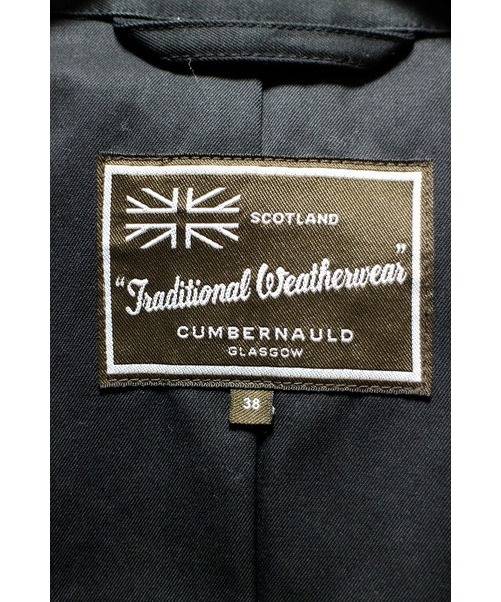 SCOTLAND
"Traditional Weatherwear"
CUMBERNAULD
GLASGOW
38